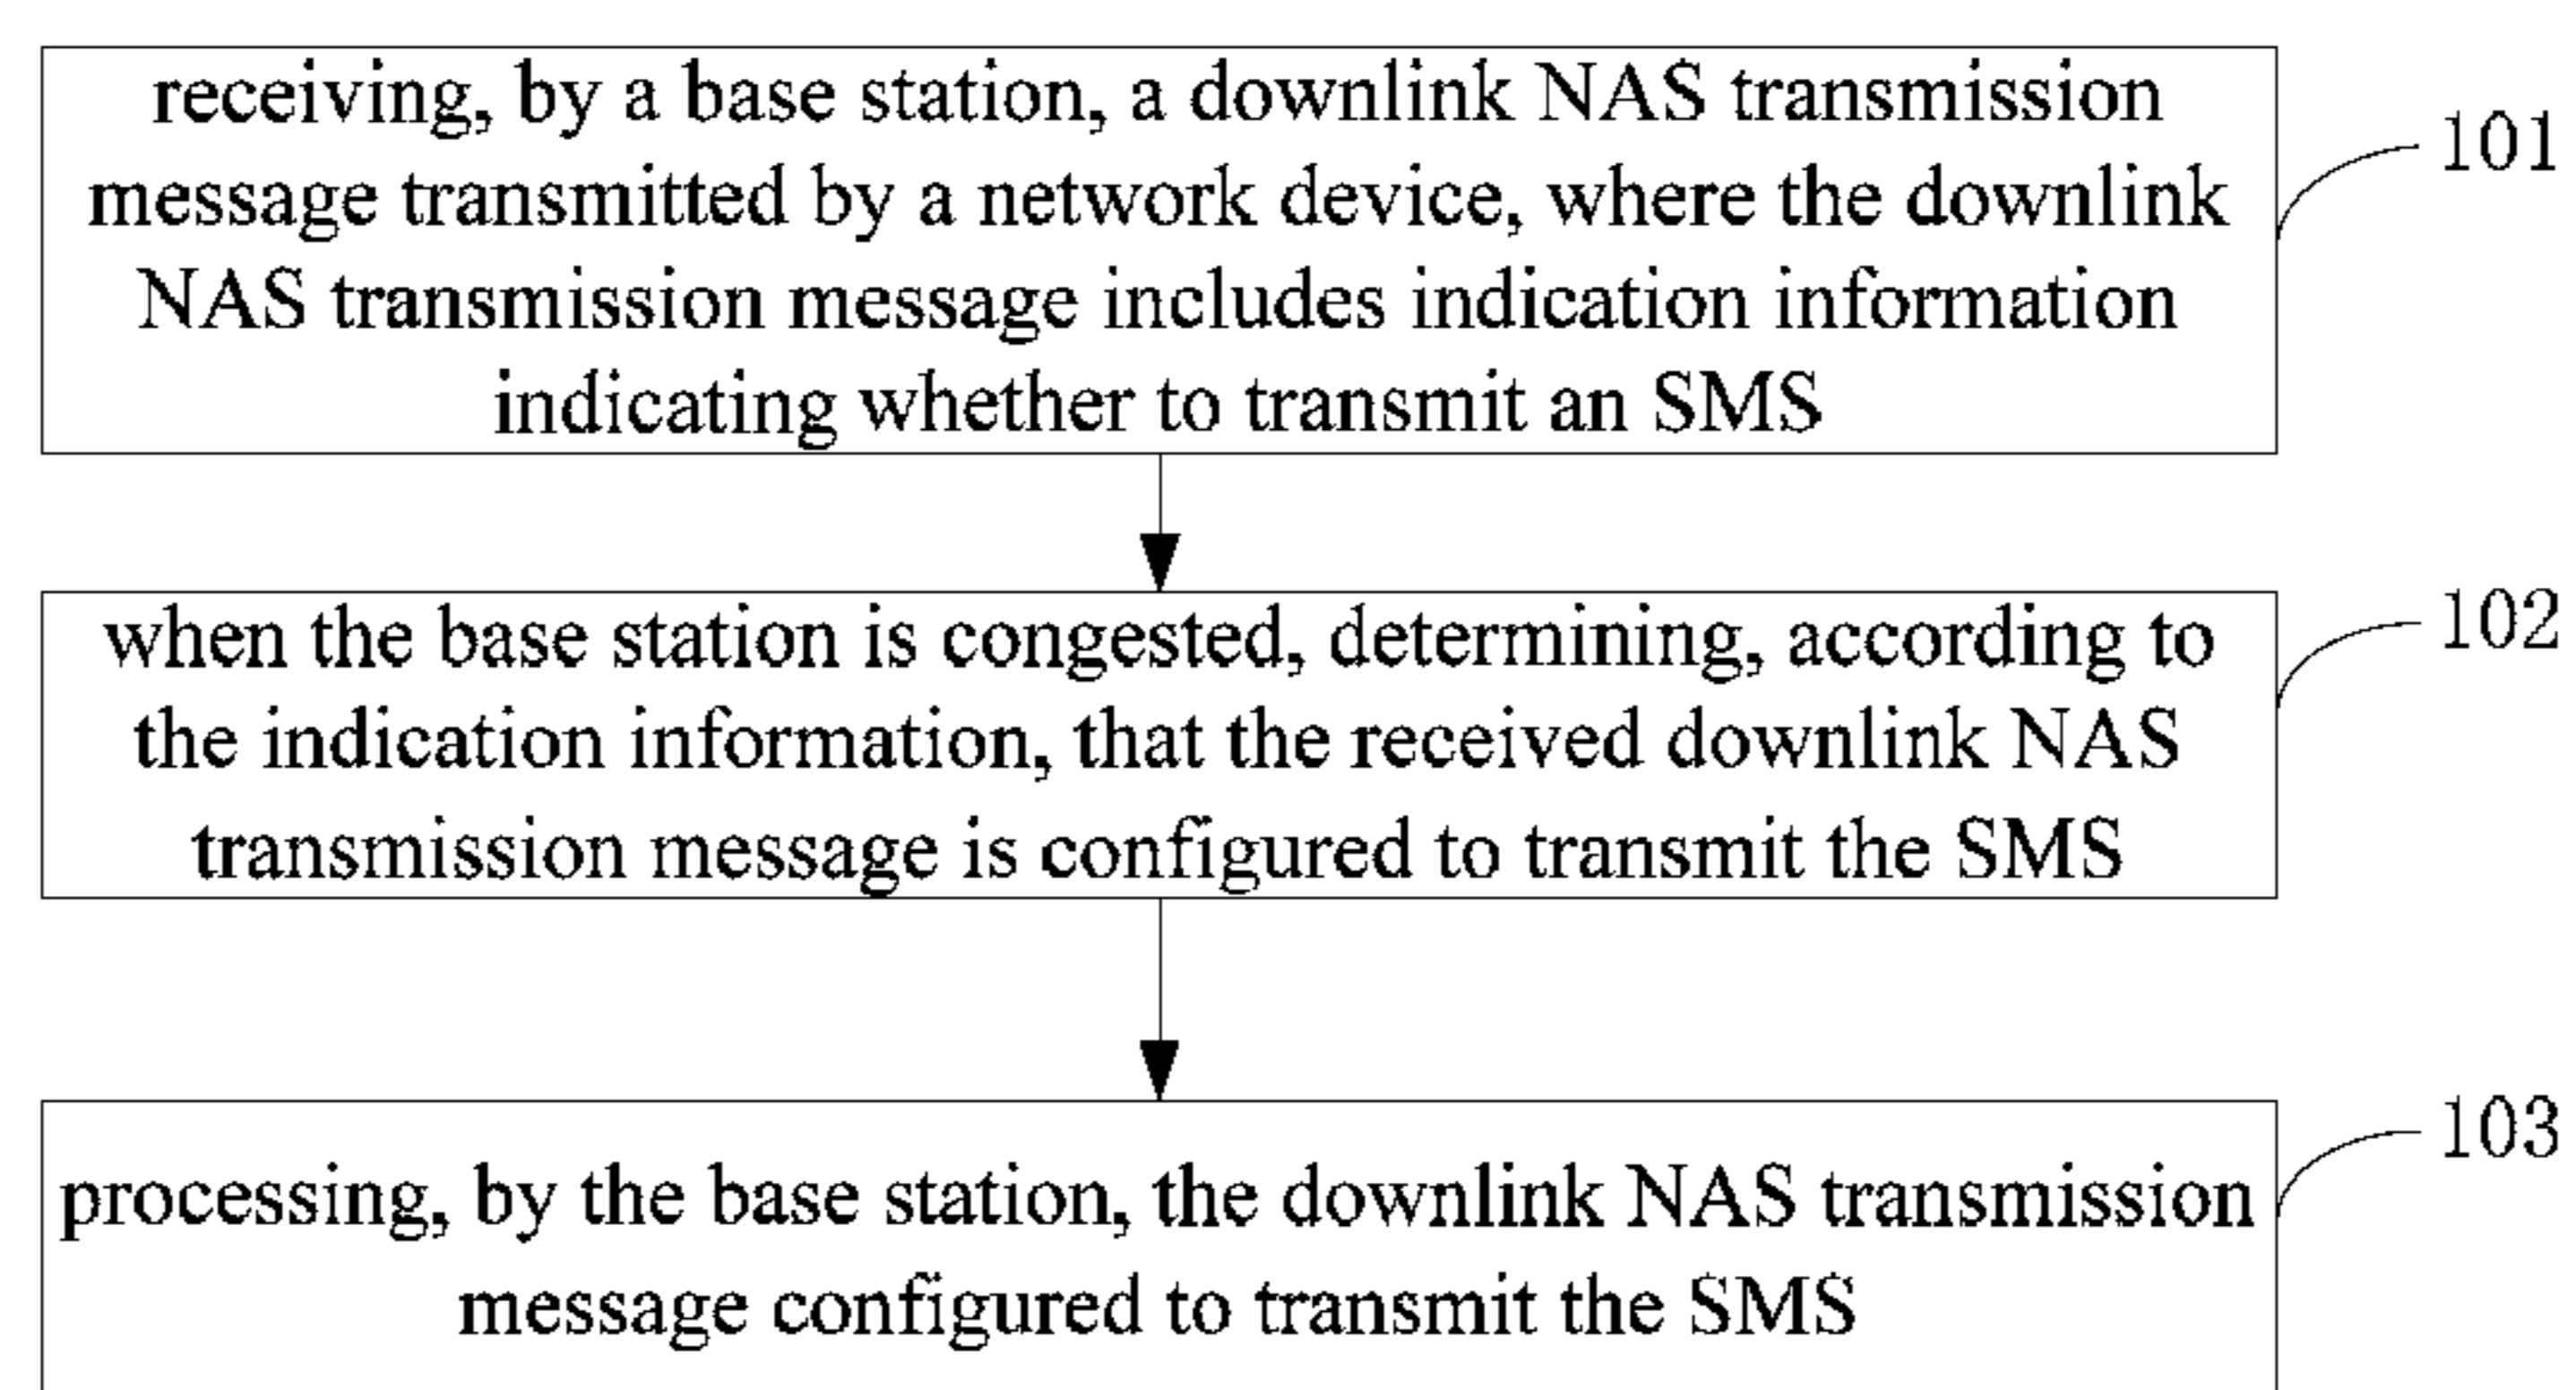 receiving, by a base station, a downlink NAS transmission
message transmitted by a network device, where the downlink
NAS transmission message includes indication information
indicating whether to transmit an SMS
101
when the base station is congested, determining, according to
the indication information, that the received downlink NAS
transmission message is configured to transmit the SMS
102
processing, by the base station, the downlink NAS transmission
message configured to transmit the SMS
103